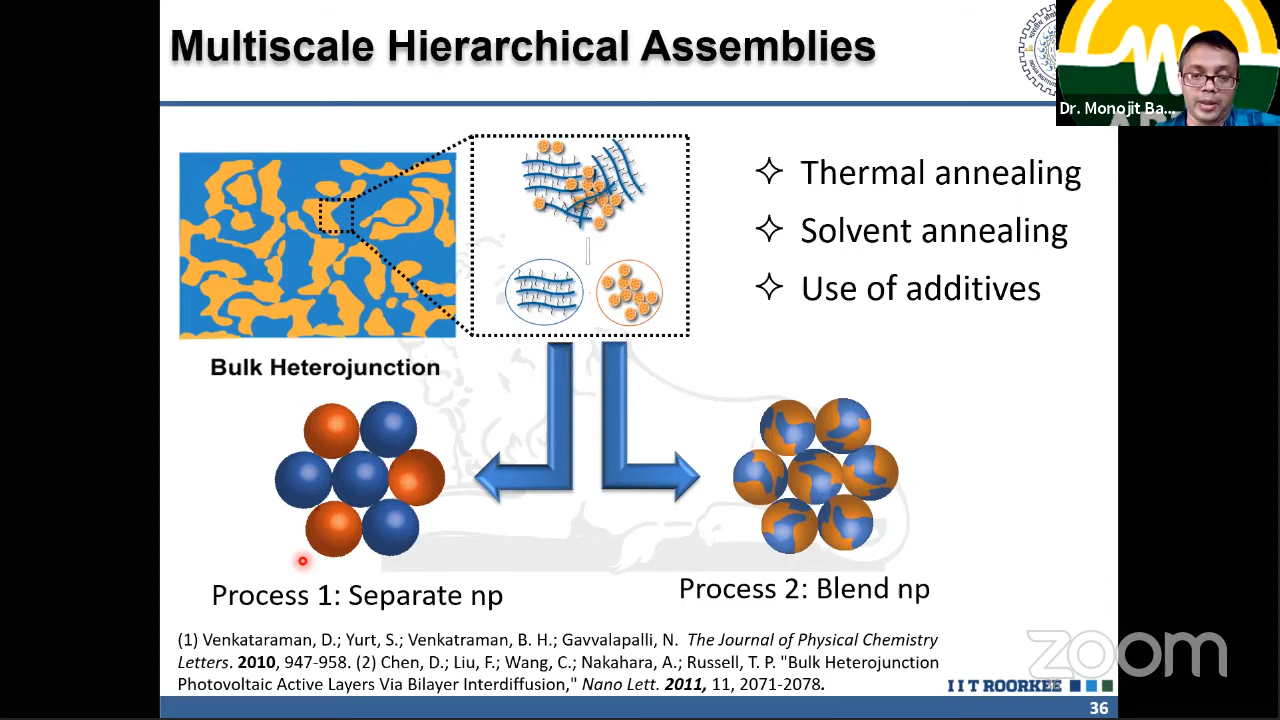 Multiscale Hierarchical Assemblies
Dr. Monojit Ba...
✧ Thermal annealing
✧ Solvent annealing
✧ Use of additives
Bulk Heterojunction
Process 1: Separate np
Process 2: Blend np
(1) Venkataraman, D.; Yurt, S.; Venkatraman, B. H.; Gavvalapalli, N. The Journal of Physical Chemistry
Letters. 2010, 947-958. (2) Chen, D.; Liu, F.; Wang, C.; Nakahara, A.; Russell, T. P. "Bulk Heterojunction
Photovoltaic Active Layers Via Bilayer Interdiffusion," Nano Lett. 2011, 11, 2071-2078.
zoom
I I T ROORKEE
36